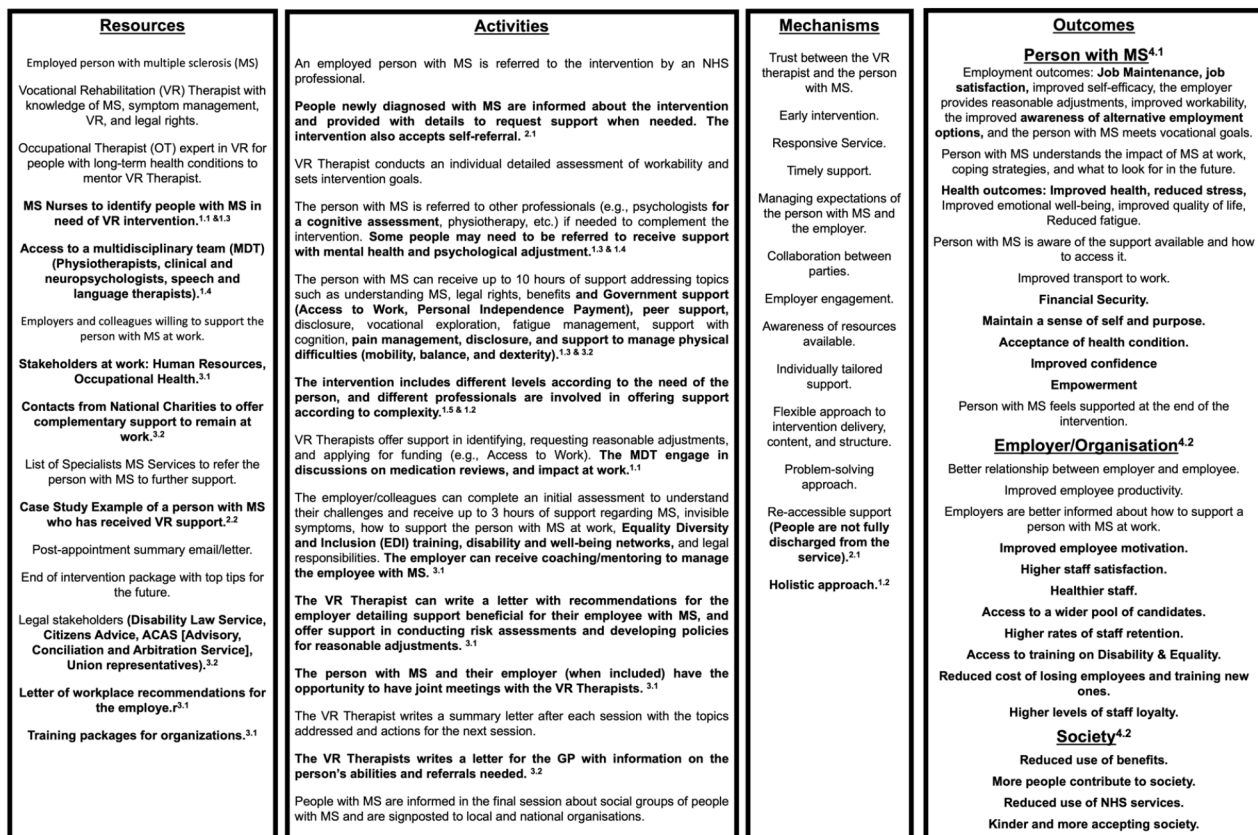 Resources
Employed person with multiple sclerosis (MS)
Vocational Rehabilitation (VR) Therapist with
knowledge of MS, symptom management,
VR, and legal rights.
Occupational Therapist (OT) expert in VR for
people with long-term health conditions to
mentor VR Therapist.
MS Nurses to identify people with MS in
need of VR intervention.1.1 &1.3
Access to a multidisciplinary team (MDT)
(Physiotherapists, clinical and
neuropsychologists, speech and
language therapists).1.4
Employers and colleagues willing to support the
person with MS at work.
Stakeholders at work: Human Resources,
Occupational Health.3.1
Contacts from National Charities to offer
complementary support to remain at
work.3.2
List of Specialists MS Services to refer the
person with MS to further support.
Case Study Example of a person with MS
who has received VR support.2.2
Post-appointment summary email/letter.
End of intervention package with top tips for
the future.
Legal stakeholders (Disability Law Service,
Citizens Advice, ACAS [Advisory,
Conciliation and Arbitration Service],
Union representatives).3.2
Letter of workplace recommendations for
the employe.r3.1
Training packages for organizations.3.1
Activities
An employed person with MS is referred to the intervention by an NHS
professional.
People newly diagnosed with MS are informed about the intervention
and provided with details to request support when needed. The
intervention also accepts self-referral. 2.1
VR Therapist conducts an individual detailed assessment of workability and
sets intervention goals.
The person with MS is referred to other professionals (e.g., psychologists for
a cognitive assessment, physiotherapy, etc.) if needed to complement the
intervention. Some people may need to be referred to receive support
with mental health and psychological adjustment.1.3 & 1.4
The person with MS can receive up to 10 hours of support addressing topics
such as understanding MS, legal rights, benefits and Government support
(Access to Work, Personal Independence Payment), peer support,
disclosure, vocational exploration, fatigue management, support with
cognition, pain management, disclosure, and support to manage physical
difficulties (mobility, balance, and dexterity).1.3 & 3.2
The intervention includes different levels according to the need of the
person, and different professionals are involved in offering support
according to complexity.1.5 & 1.2
VR Therapists offer support in identifying, requesting reasonable adjustments,
and applying for funding (e.g., Access to Work). The MDT engage in
discussions on medication reviews, and impact at work.1.1
The employer/colleagues can complete an initial assessment to understand
their challenges and receive up to 3 hours of support regarding MS, invisible
symptoms, how to support the person with MS at work, Equality Diversity
and Inclusion (EDI) training, disability and well-being networks, and legal
responsibilities. The employer can receive coaching/mentoring to manage
the employee with MS. 3.1
The VR Therapist can write a letter with recommendations for the
employer detailing support beneficial for their employee with MS, and
offer support in conducting risk assessments and developing policies
for reasonable adjustments. 3.1
The person with MS and their employer (when included) have the
opportunity to have joint meetings with the VR Therapists. 3.1
The VR Therapist writes a summary letter after each session with the topics
addressed and actions for the next session.
The VR Therapists writes a letter for the GP with information on the
person's abilities and referrals needed. 3.2
People with MS are informed in the final session about social groups of people
with MS and are signposted to local and national organisations.
Mechanisms
Trust between the VR
therapist and the person
with MS.
Early intervention.
Responsive Service.
Timely support.
Managing expectations of
the person with MS and
the employer.
Collaboration between
parties.
Employer engagement.
Awareness of resources
available.
Individually tailored
support.
Flexible approach to
intervention delivery,
content, and structure.
Problem-solving
approach.
Re-accessible support
(People are not fully
discharged from the
service).2.1
Holistic approach.1.2
Outcomes
Person with MS4.1
Employment outcomes: Job Maintenance, job
satisfaction, improved self-efficacy, the employer
provides reasonable adjustments, improved workability,
the improved awareness of alternative employment
options, and the person with MS meets vocational goals.
Person with MS understands the impact of MS at work,
coping strategies, and what to look for in the future.
Health outcomes: Improved health, reduced stress,
Improved emotional well-being, improved quality of life,
Reduced fatigue.
Person with MS is aware of the support available and how
to access it.
Improved transport to work.
Financial Security.
Maintain a sense of self and purpose.
Acceptance of health condition.
Improved confidence
Empowerment
Person with MS feels supported at the end of the
intervention.
Employer/Organisation4.2
Better relationship between employer and employee.
Improved employee productivity.
Employers are better informed about how to support a
person with MS at work.
Improved employee motivation.
Higher staff satisfaction.
Healthier staff.
Access to a wider pool of candidates.
Higher rates of staff retention.
Access to training on Disability & Equality.
Reduced cost of losing employees and training new
ones.
Higher levels of staff loyalty.
Society4.2
Reduced use of benefits.
More people contribute to society.
Reduced use of NHS services.
Kinder and more accepting society.